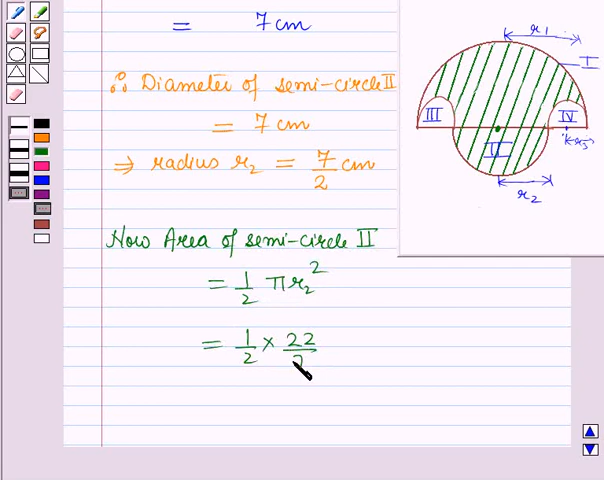 = 7 cm
∴ Diameter of semi-circle II
= 7 cm
⇒ radius r₂ = 7/2 cm
Now Area of semi-circle II
= 1/2 πr₂²
= 1/2 × 22/7
r₁
I
III
IV
II
r₃
r₂